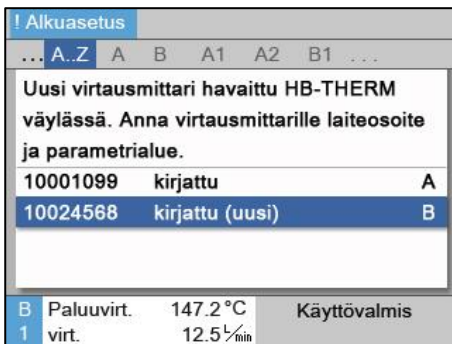 ! Alkuasetus
... A..Z A B A1 A2 B1 ...
Uusi virtausmittari havaittu HB-THERM
väylässä. Anna virtausmittarille laiteosoite
ja parametrialue.
10001099 kirjattu A
10024568 kirjattu (uusi) B
B Paluuvirt. 147.2 °C Käyttövalmis
1 virt. 12.5 L/min